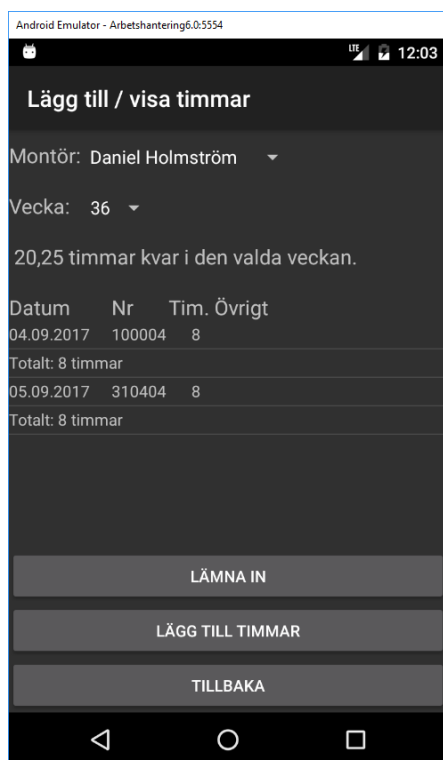 Android Emulator - Arbetshantering6.0:5554
LTE 12:03
Lägg till / visa timmar
Montör: Daniel Holmström
Vecka: 36
20,25 timmar kvar i den valda veckan.
Datum Nr Tim. Övrigt
04.09.2017 100004 8
Totalt: 8 timmar
05.09.2017 310404 8
Totalt: 8 timmar
LÄMNA IN
LÄGG TILL TIMMAR
TILLBAKA